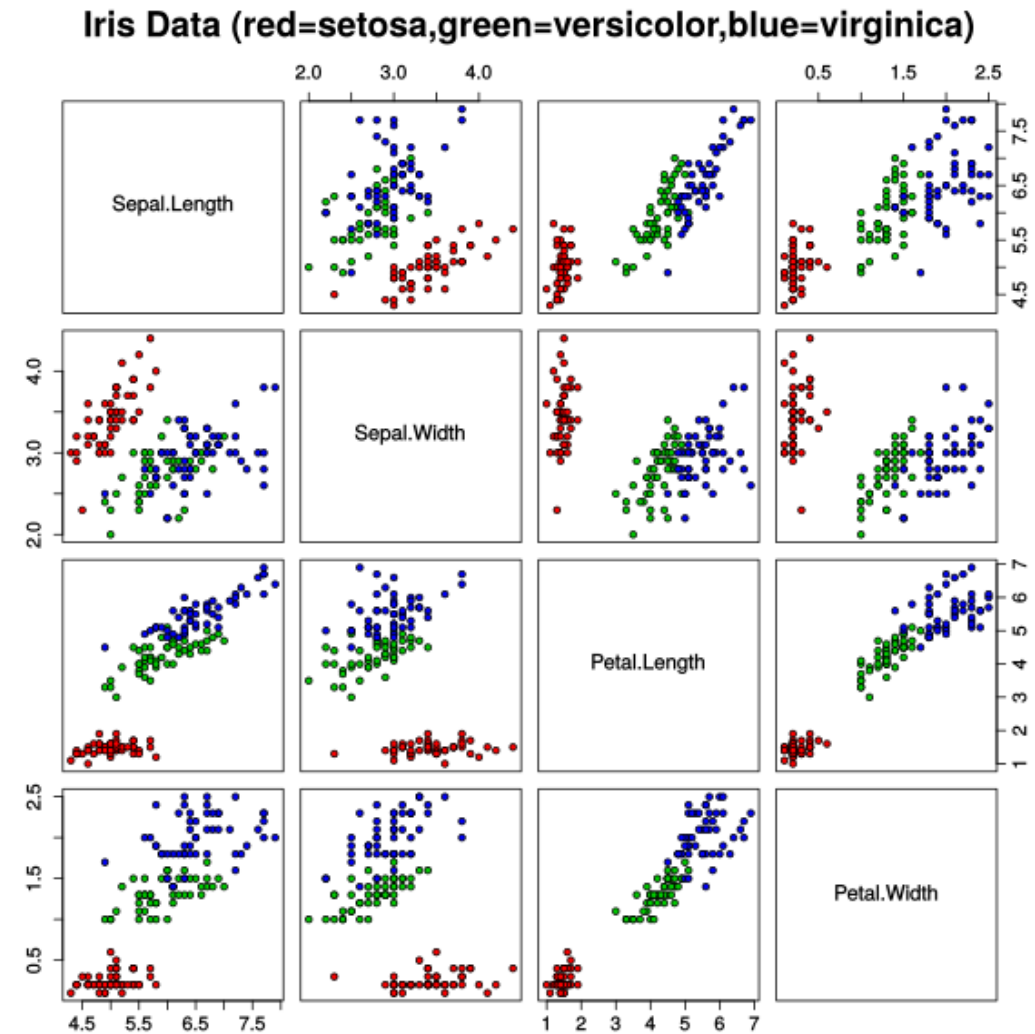 Iris Data (red=setosa,green=versicolor,blue=virginica)
2.0 3.0 4.0 0.5 1.5 2.5
Sepal.Length
4.5 5.5 6.5 7.5
2.0 3.0 4.0
Sepal.Width
Petal.Length
1 2 3 4 5 6 7
0.5 1.5 2.5
Petal.Width
4.5 5.5 6.5 7.5 1 2 3 4 5 6 7